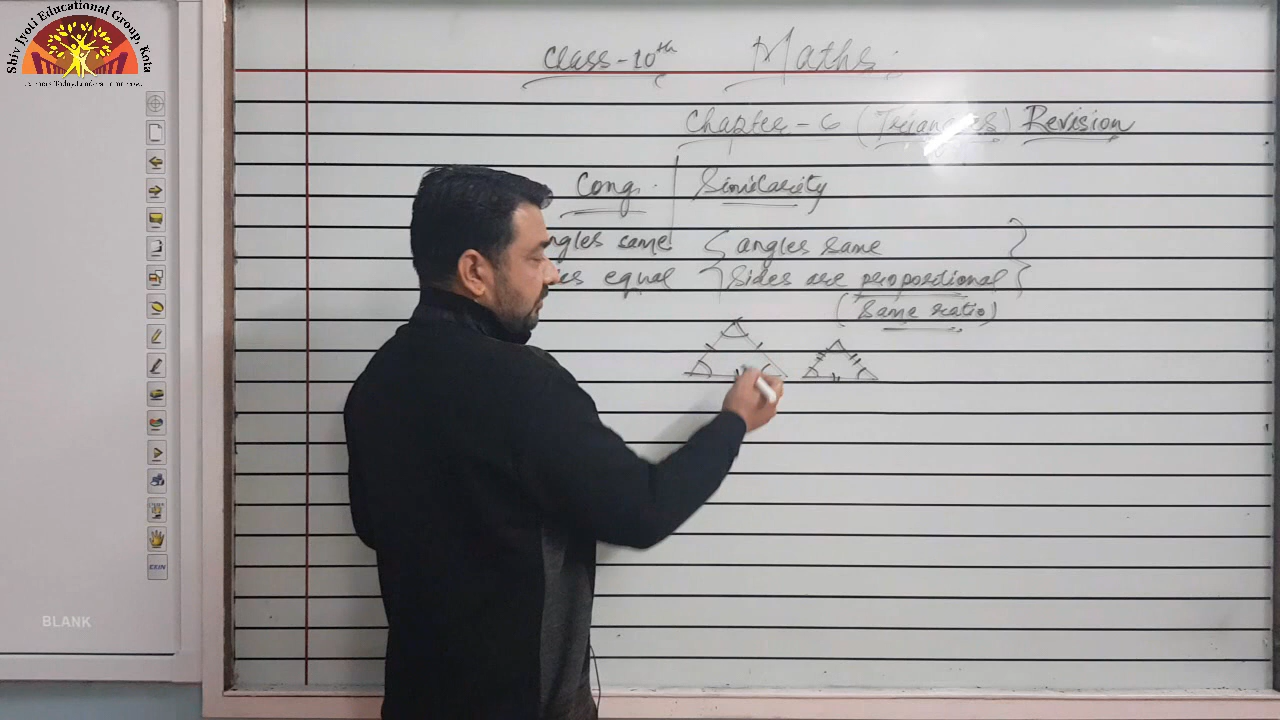 Shiv Jyoti Educational Group, Kota
Class - 10th Maths
Chapter - 6 (Triangles) Revision
Cong. Similarity
ngles same angles same
es equal Sides are proportional
(Same ratio)
EXIN
BLANK